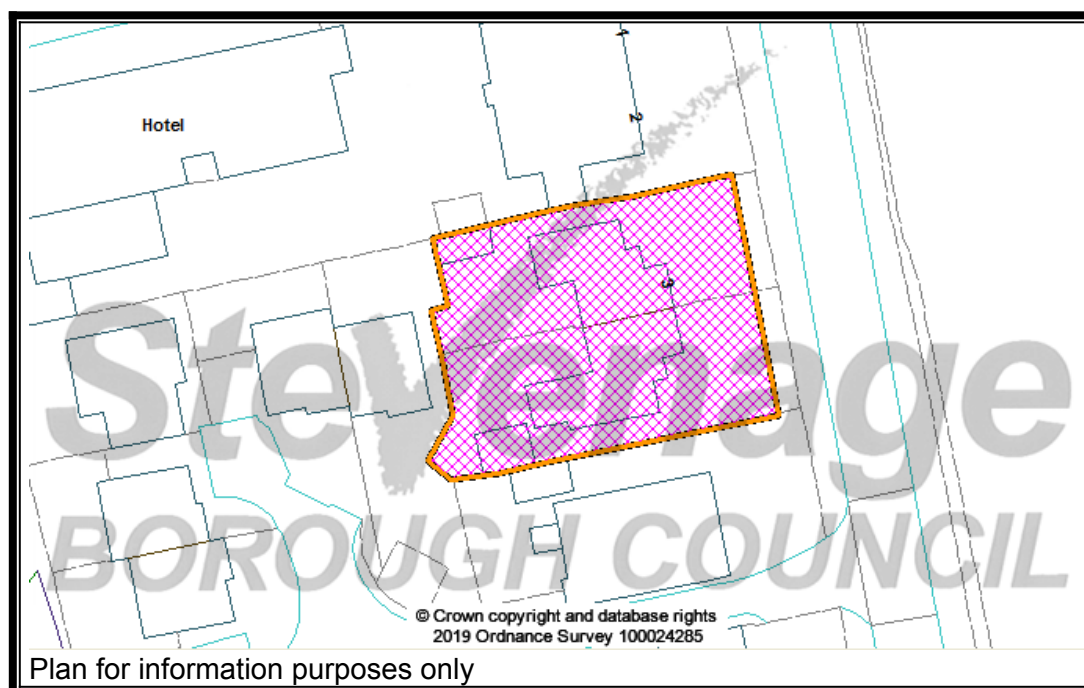 1
Hotel
2
3
Stevenage
BOROUGH COUNCIL
© Crown copyright and database rights
2019 Ordnance Survey 100024285
Plan for information purposes only